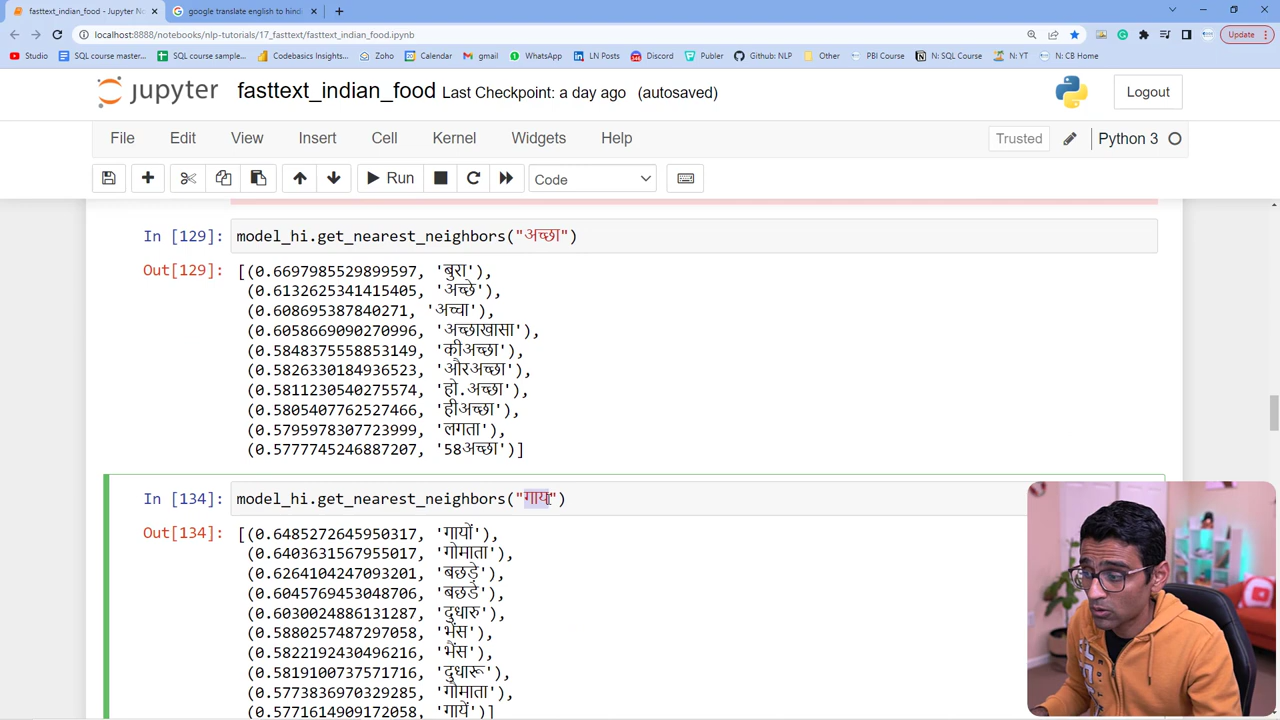 fasttext_indian_food - Jupyter No
google translate english to hindi
localhost:8888/notebooks/nlp-tutorials/17_fasttext/fasttext_indian_food.ipynb
Update
Youtube
SQL course master...
SQL course sample...
Codebasics Insights...
Zoho
Calendar
gmail
WhatsApp
LN Posts
Discord
Publer
Github: NLP
Other
PBI Course
N: SQL Course
N: YT
N: CB Home
jupyter
fasttext_indian_food Last Checkpoint: a day ago (autosaved)
Logout
File Edit View Insert Cell Kernel Widgets Help
Trusted
Python 3
Run
Code
In [129]: model_hi.get_nearest_neighbors("अच्छा")
Out[129]: [(0.6697985529899597, 'बुरा'),
(0.6132625341415405, 'अच्छे'),
(0.608695387840271, 'अच्चा'),
(0.6058669090270996, 'अच्छाखासा'),
(0.5848375558853149, 'कीअच्छा'),
(0.5826330184936523, 'औरअच्छा'),
(0.5811230540275574, 'हो.अच्छा'),
(0.5805407762527466, 'हीअच्छा'),
(0.5795978307723999, 'लगता'),
(0.5777745246887207, '58अच्छा')]
In [134]: model_hi.get_nearest_neighbors("गाय")
Out[134]: [(0.6485272645950317, 'गायों'),
(0.6403631567955017, 'गोमाता'),
(0.6264104247093201, 'बछड़े'),
(0.6045760453048706, 'बछडे'),
(0.6030024886131287, 'दुधारु'),
(0.5880257487297058, 'भेंस'),
(0.5822192430496216, 'भैंस'),
(0.5819100737571716, 'दुधारू'),
(0.5773836970329285, 'गोमाता'),
(0.5771614909172058, 'गायें')]